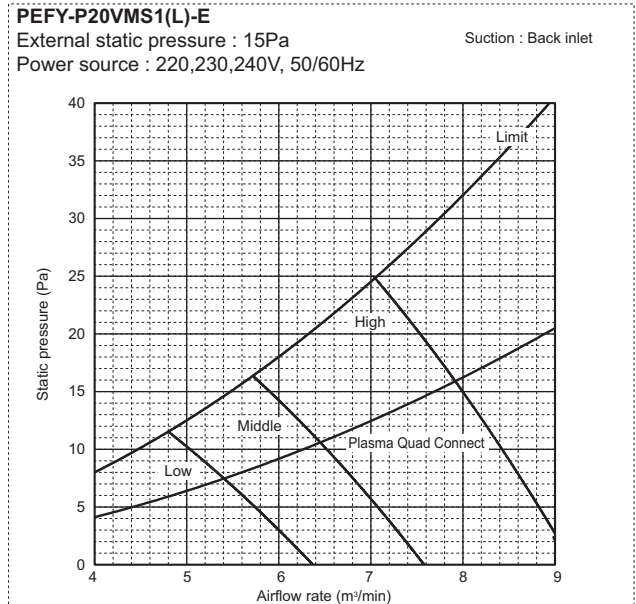 PEFY-P20VMS1(L)-E
External static pressure : 15Pa
Suction : Back inlet
Power source : 220,230,240V, 50/60Hz
40
35
30
25
20
15
10
5
0
Static pressure (Pa)
Limit
High
Middle
Plasma Quad Connect
Low
4 5 6 7 8 9
Airflow rate (m³/min)